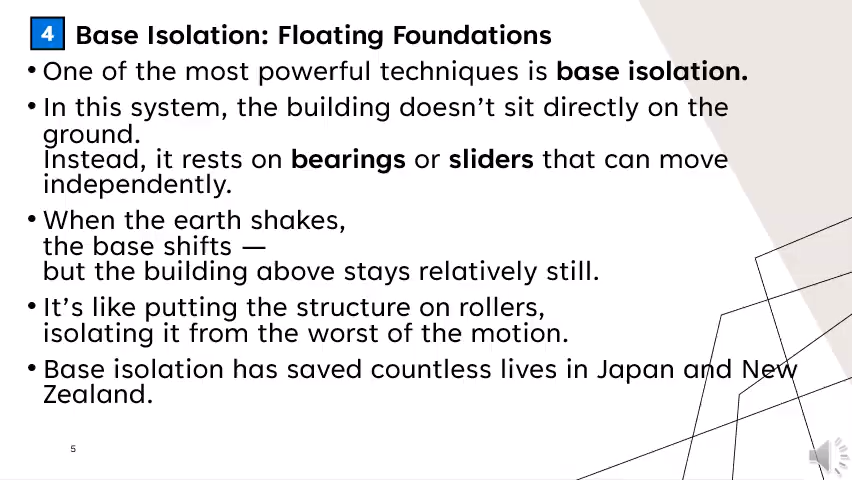 4 Base Isolation: Floating Foundations
• One of the most powerful techniques is base isolation.
• In this system, the building doesn’t sit directly on the
ground.
Instead, it rests on bearings or sliders that can move
independently.
• When the earth shakes,
the base shifts —
but the building above stays relatively still.
• It’s like putting the structure on rollers,
isolating it from the worst of the motion.
• Base isolation has saved countless lives in Japan and New
Zealand.
5